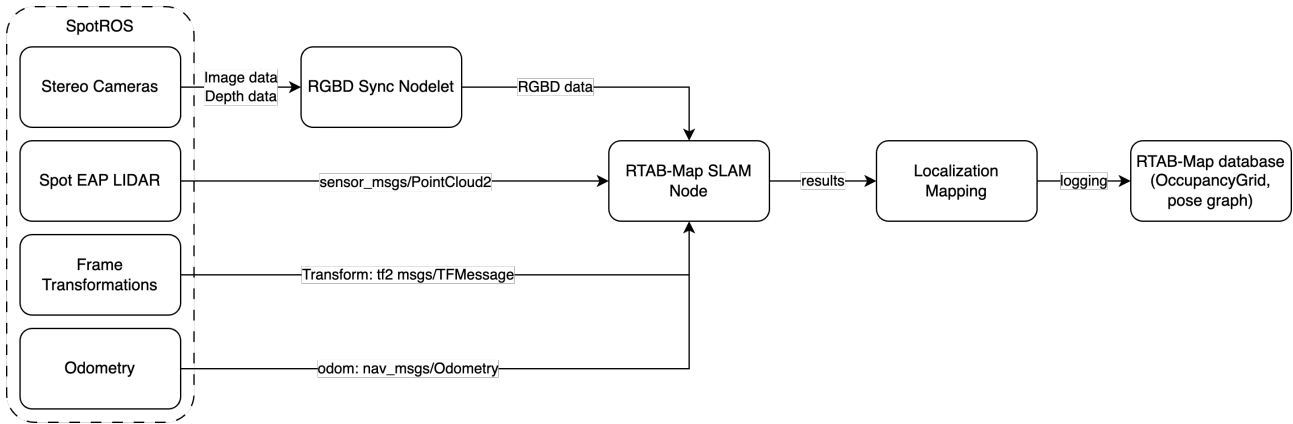 SpotROS
Stereo Cameras
Image data
Depth data
RGBD Sync Nodelet
RGBD data
Spot EAP LIDAR
sensor_msgs/PointCloud2
RTAB-Map SLAM
Node
results
Localization
Mapping
logging
RTAB-Map database
(OccupancyGrid,
pose graph)
Frame
Transformations
Transform: tf2 msgs/TFMessage
Odometry
odom: nav_msgs/Odometry